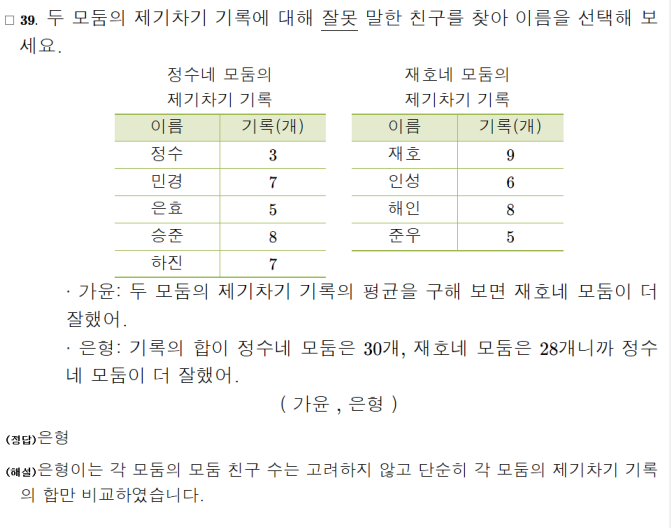 □ 39. 두 모둠의 제기차기 기록에 대해 잘못 말한 친구를 찾아 이름을 선택해 보
세요.
정수네 모둠의 재호네 모둠의
제기차기 기록 제기차기 기록
이름 기록(개) 이름 기록(개)
정수 3 재호 9
민경 7 인성 6
은효 5 해인 8
승준 8 준우 5
하진 7
· 가윤: 두 모둠의 제기차기 기록의 평균을 구해 보면 재호네 모둠이 더
잘했어.
· 은형: 기록의 합이 정수네 모둠은 30개, 재호네 모둠은 28개니까 정수
네 모둠이 더 잘했어.
( 가윤 , 은형 )
(정답)은형
(해설)은형이는 각 모둠의 모둠 친구 수는 고려하지 않고 단순히 각 모둠의 제기차기 기록
의 합만 비교하였습니다.